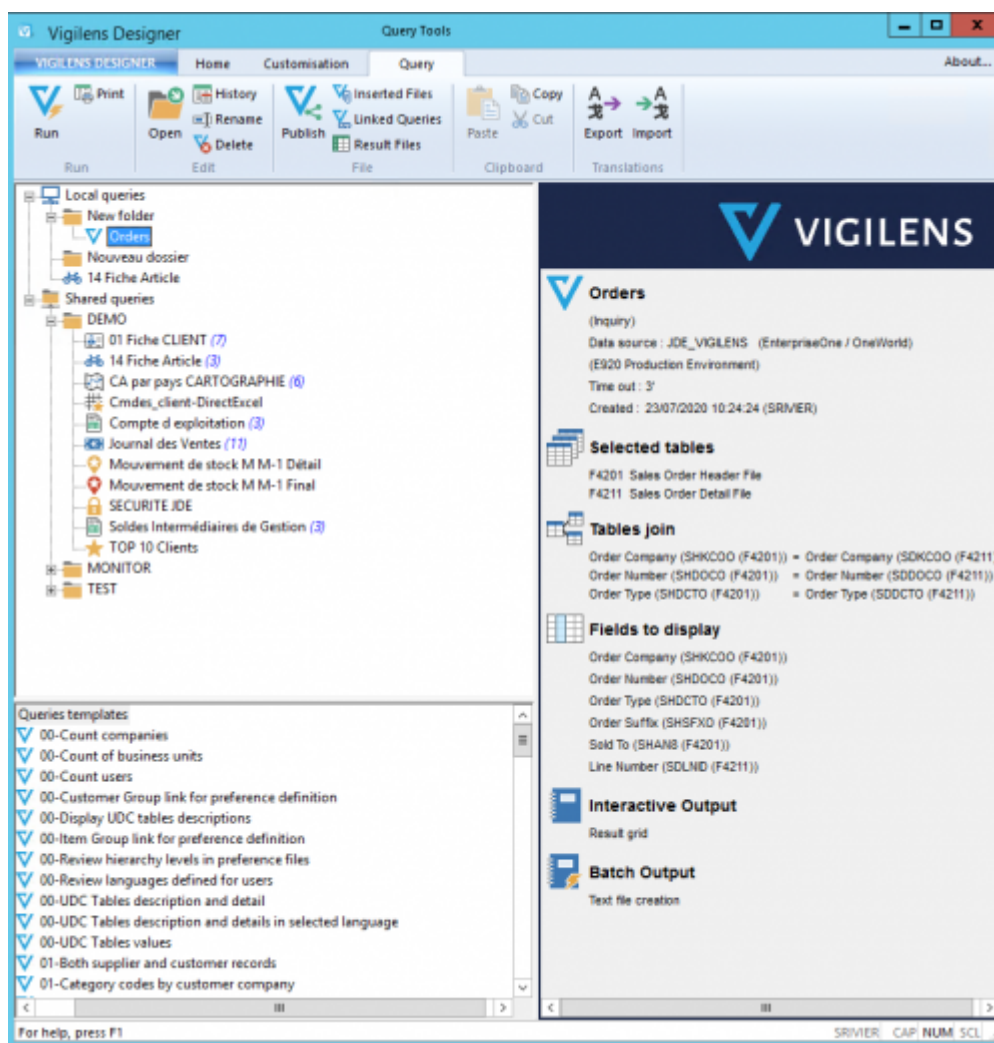 Vigilens Designer
Query Tools
VIGILENS DESIGNER Home Customisation Query About...
Run
Print
Open
History
Rename
Delete
Publish
Inserted Files
Linked Queries
Result Files
Paste
Copy
Cut
Export Import
Run Edit File Clipboard Translations
Local queries
New folder
Orders
Nouveau dossier
14 Fiche Article
Shared queries
DEMO
01 Fiche CLIENT (7)
14 Fiche Article (3)
CA par pays CARTOGRAPHIE (6)
Cmdes_client-DirectExcel
Compte d exploitation (3)
Journal des Ventes (11)
Mouvement de stock M M-1 Détail
Mouvement de stock M M-1 Final
SECURITE JDE
Soldes Intermédiaires de Gestion (3)
TOP 10 Clients
MONITOR
TEST
Queries templates
00-Count companies
00-Count of business units
00-Count users
00-Customer Group link for preference definition
00-Display UDC tables descriptions
00-Item Group link for preference definition
00-Review hierarchy levels in preference files
00-Review languages defined for users
00-UDC Tables description and detail
00-UDC Tables description and details in selected language
00-UDC Tables values
01-Both supplier and customer records
01-Category codes by customer company
VIGILENS
Orders
(Inquiry)
Data source : JDE_VIGILENS (EnterpriseOne / OneWorld)
(E920 Production Environment)
Time out : 3'
Created : 23/07/2020 10:24:24 (SRIVIER)
Selected tables
F4201 Sales Order Header File
F4211 Sales Order Detail File
Tables join
Order Company (SHKCOO (F4201)) = Order Company (SDKCOO (F4211)
Order Number (SHDOCO (F4201)) = Order Number (SDDOCO (F4211))
Order Type (SHDCTO (F4201)) = Order Type (SDDCTO (F4211))
Fields to display
Order Company (SHKCOO (F4201))
Order Number (SHDOCO (F4201))
Order Type (SHDCTO (F4201))
Order Suffix (SHSFXO (F4201))
Sold To (SHAN8 (F4201))
Line Number (SDLNID (F4211))
Interactive Output
Result grid
Batch Output
Text file creation
For help, press F1
SRIVIER CAP NUM SCL